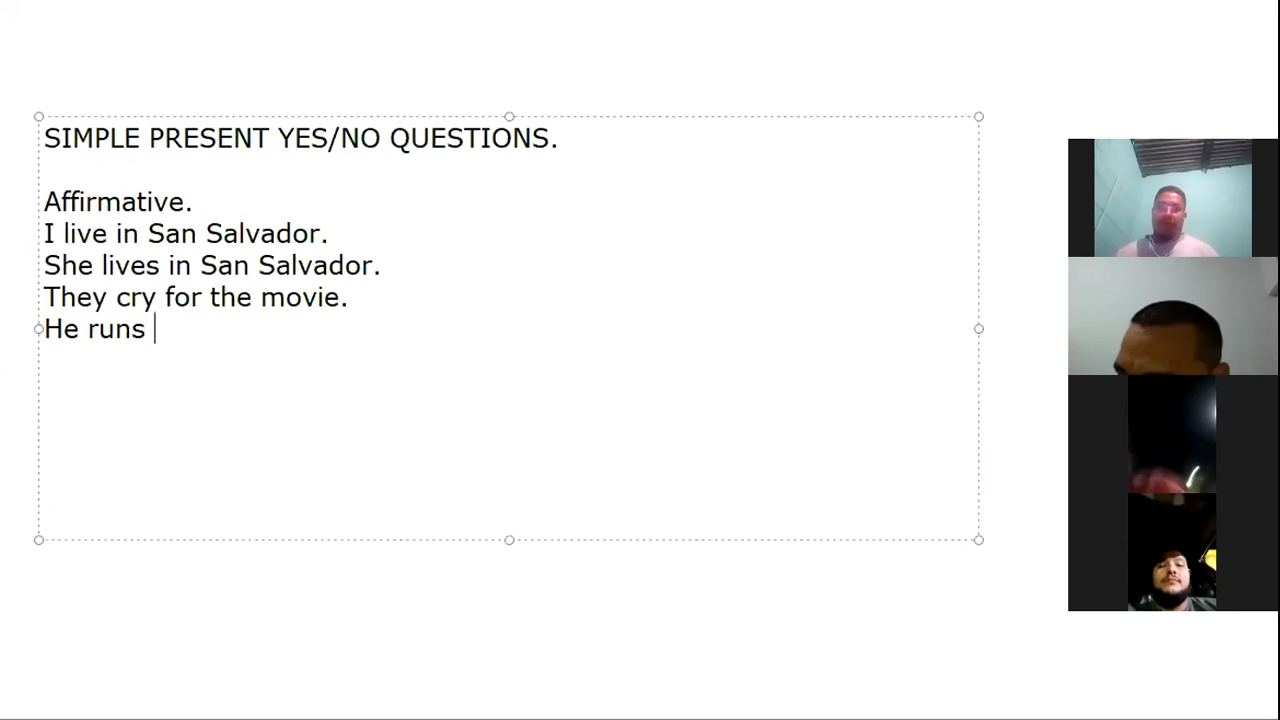 SIMPLE PRESENT YES/NO QUESTIONS.
Affirmative.
I live in San Salvador.
She lives in San Salvador.
They cry for the movie.
He runs